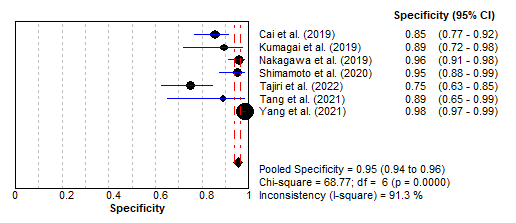 Specificity (95% CI)
Cai et al. (2019) 0.85 (0.77 - 0.92)
Kumagai et al. (2019) 0.89 (0.72 - 0.98)
Nakagawa et al. (2019) 0.96 (0.91 - 0.98)
Shimamoto et al. (2020) 0.95 (0.88 - 0.99)
Tajiri et al. (2022) 0.75 (0.63 - 0.85)
Tang et al. (2021) 0.89 (0.65 - 0.99)
Yang et al. (2021) 0.98 (0.97 - 0.99)
Pooled Specificity = 0.95 (0.94 to 0.96)
Chi-square = 68.77; df = 6 (p = 0.0000)
Inconsistency (I-square) = 91.3 %
0 0.2 0.4 0.6 0.8 1
Specificity